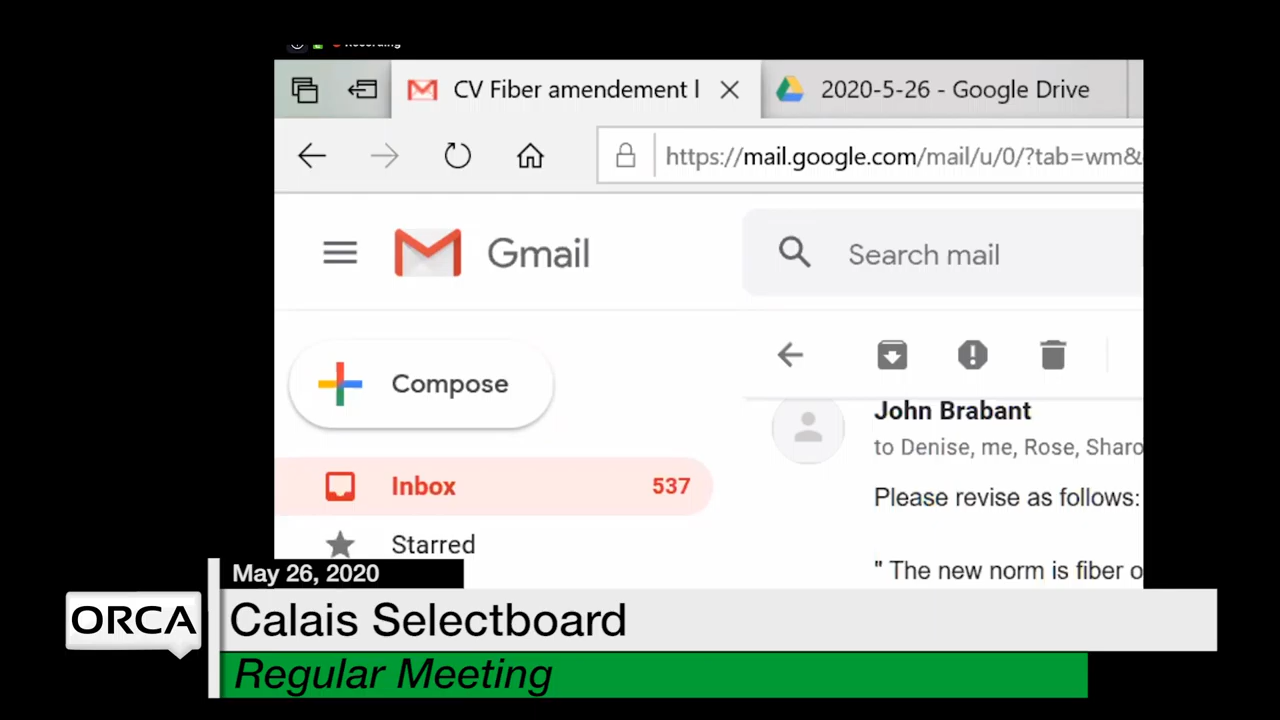 Recording
CV Fiber amendement l
2020-5-26 - Google Drive
https://mail.google.com/mail/u/0/?tab=wm&
Gmail
Search mail
Compose
John Brabant
to Denise, me, Rose, Sharo
Please revise as follows:
Inbox 537
Starred
" The new norm is fiber o
May 26, 2020
ORCA
Calais Selectboard
Regular Meeting